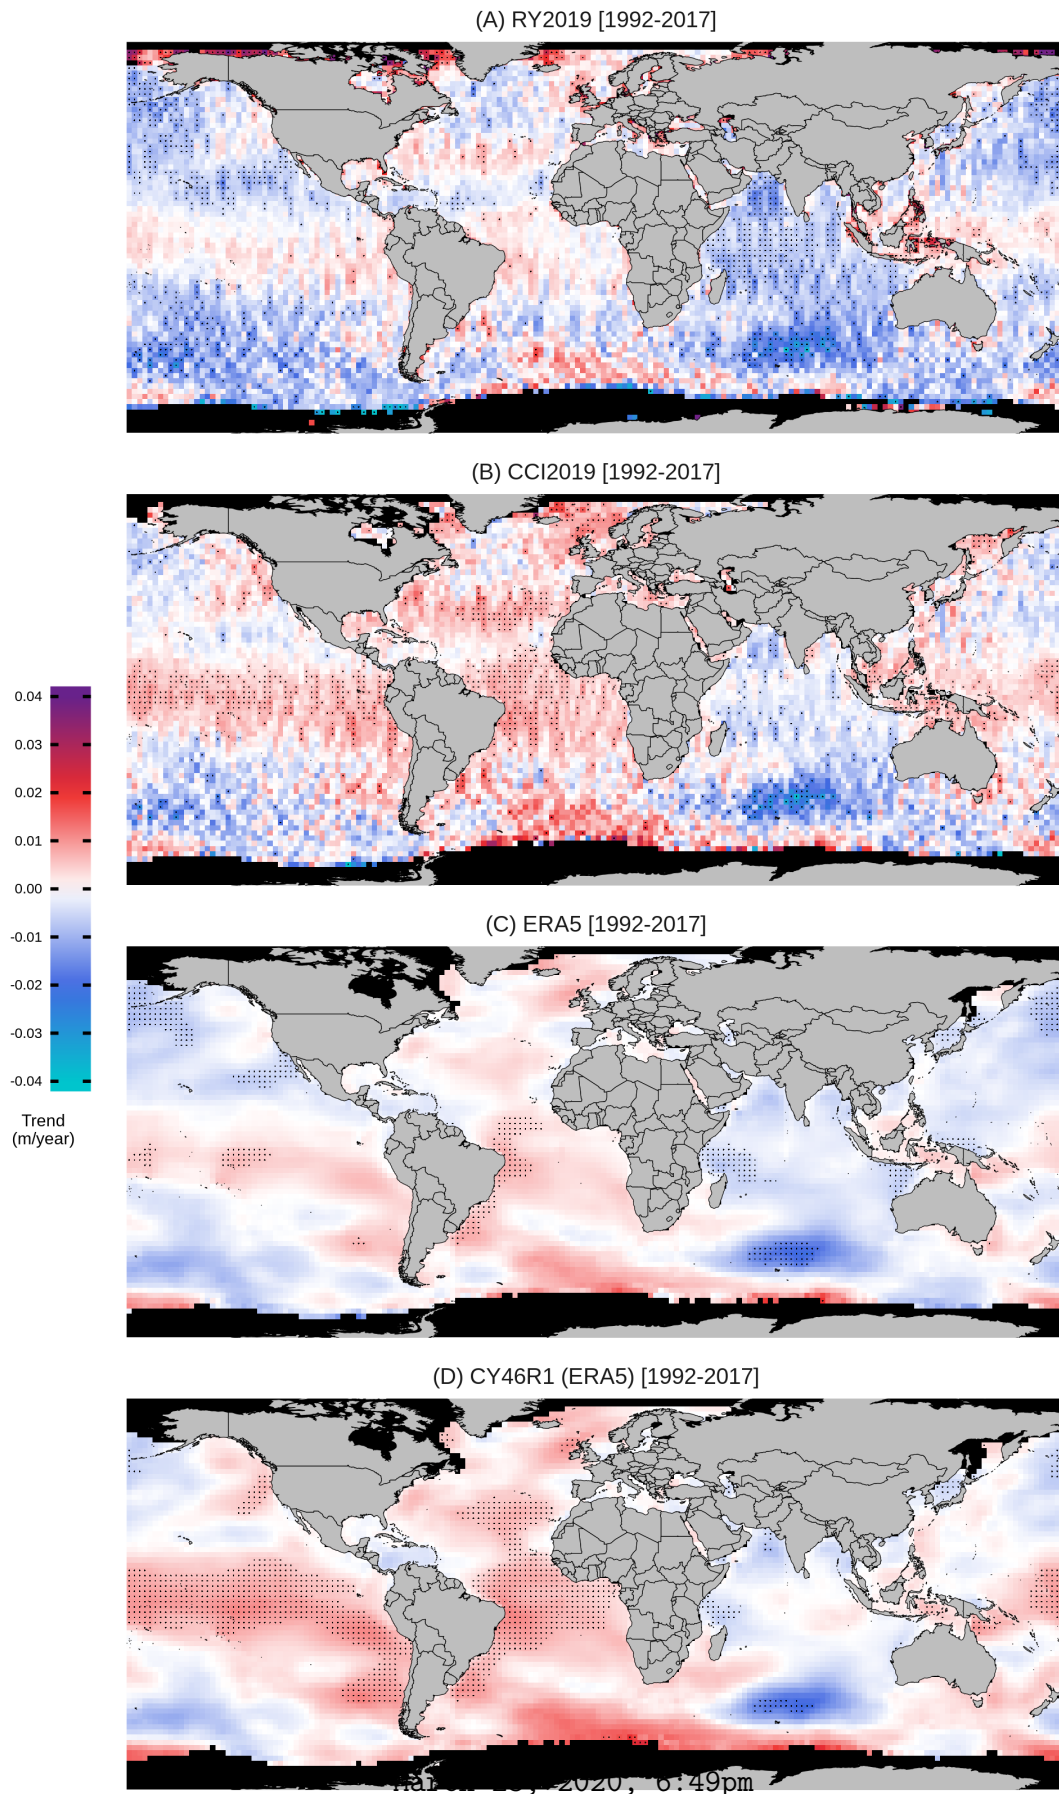 (A) RY2019 [1992-2017]
(B) CCI2019 [1992-2017]
0.04
0.03
0.02
0.01
0.00
-0.01
-0.02
-0.03
-0.04
Trend
(m/year)
(C) ERA5 [1992-2017]
(D) CY46R1 (ERA5) [1992-2017]
2020, 6:49pm